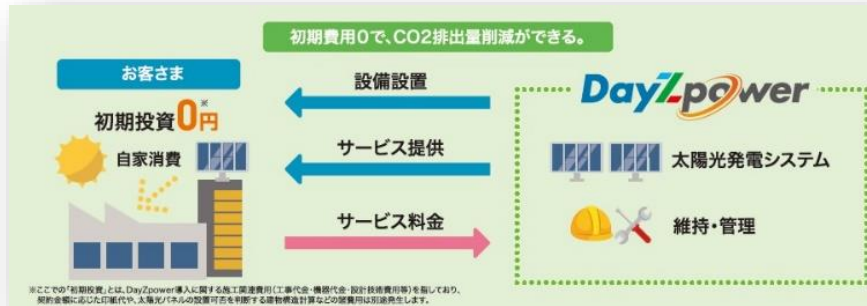 初期費用0で、CO2排出量削減ができる。
お客さま
初期投資0円※
自家消費
設備設置
サービス提供
サービス料金
DayZpower
太陽光発電システム
維持・管理
※ここでの「初期投資」とは、DayZpower導入に関する施工関連費用(工事代金・機器代金・設計技術費用等)を指しており、
契約金額に応じた印紙代や、太陽光パネルの設置可否を判断する建物構造計算などの諸費用は別途発生します。